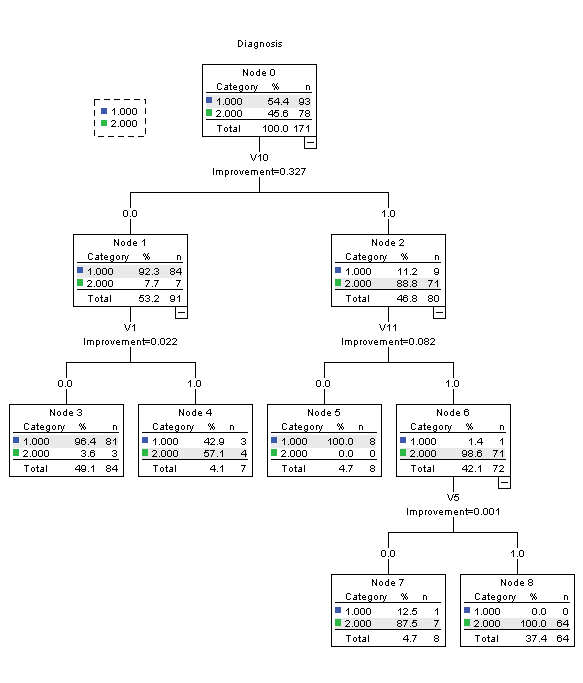 Diagnosis
Node 0
Category % n
1.000 54.4 93
2.000 45.6 78
Total 100.0 171
1.000
2.000
V10
Improvement=0.327
0.0 1.0
Node 1
Category % n
1.000 92.3 84
2.000 7.7 7
Total 53.2 91
Node 2
Category % n
1.000 11.2 9
2.000 88.8 71
Total 46.8 80
V1
Improvement=0.022
V11
Improvement=0.082
0.0 1.0
0.0 1.0
Node 3
Category % n
1.000 96.4 81
2.000 3.6 3
Total 49.1 84
Node 4
Category % n
1.000 42.9 3
2.000 57.1 4
Total 4.1 7
Node 5
Category % n
1.000 100.0 8
2.000 0.0 0
Total 4.7 8
Node 6
Category % n
1.000 1.4 1
2.000 98.6 71
Total 42.1 72
V5
Improvement=0.001
0.0 1.0
Node 7
Category % n
1.000 12.5 1
2.000 87.5 7
Total 4.7 8
Node 8
Category % n
1.000 0.0 0
2.000 100.0 64
Total 37.4 64